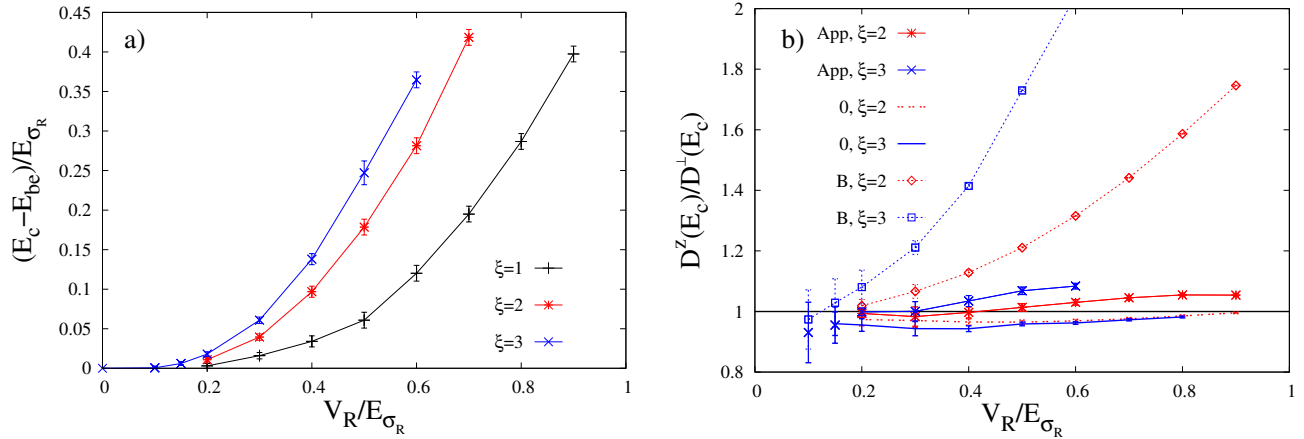 a)
(E_c−E_be)/E_σ_R
0.45
0.4
0.35
0.3
0.25
0.2
0.15
0.1
0.05
0
ξ=1
ξ=2
ξ=3
0 0.2 0.4 0.6 0.8 1
V_R/E_σ_R
b)
D^Z(E_c)/D^⊥(E_c)
2
1.8
1.6
1.4
1.2
1
0.8
App, ξ=2
App, ξ=3
0, ξ=2
0, ξ=3
B, ξ=2
B, ξ=3
0 0.2 0.4 0.6 0.8 1
V_R/E_σ_R